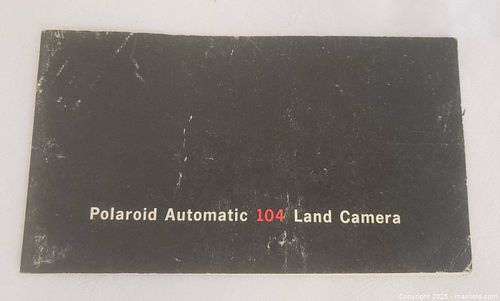 Polaroid Automatic 104 Land Camera
Copyright 2025 - maxsold.com